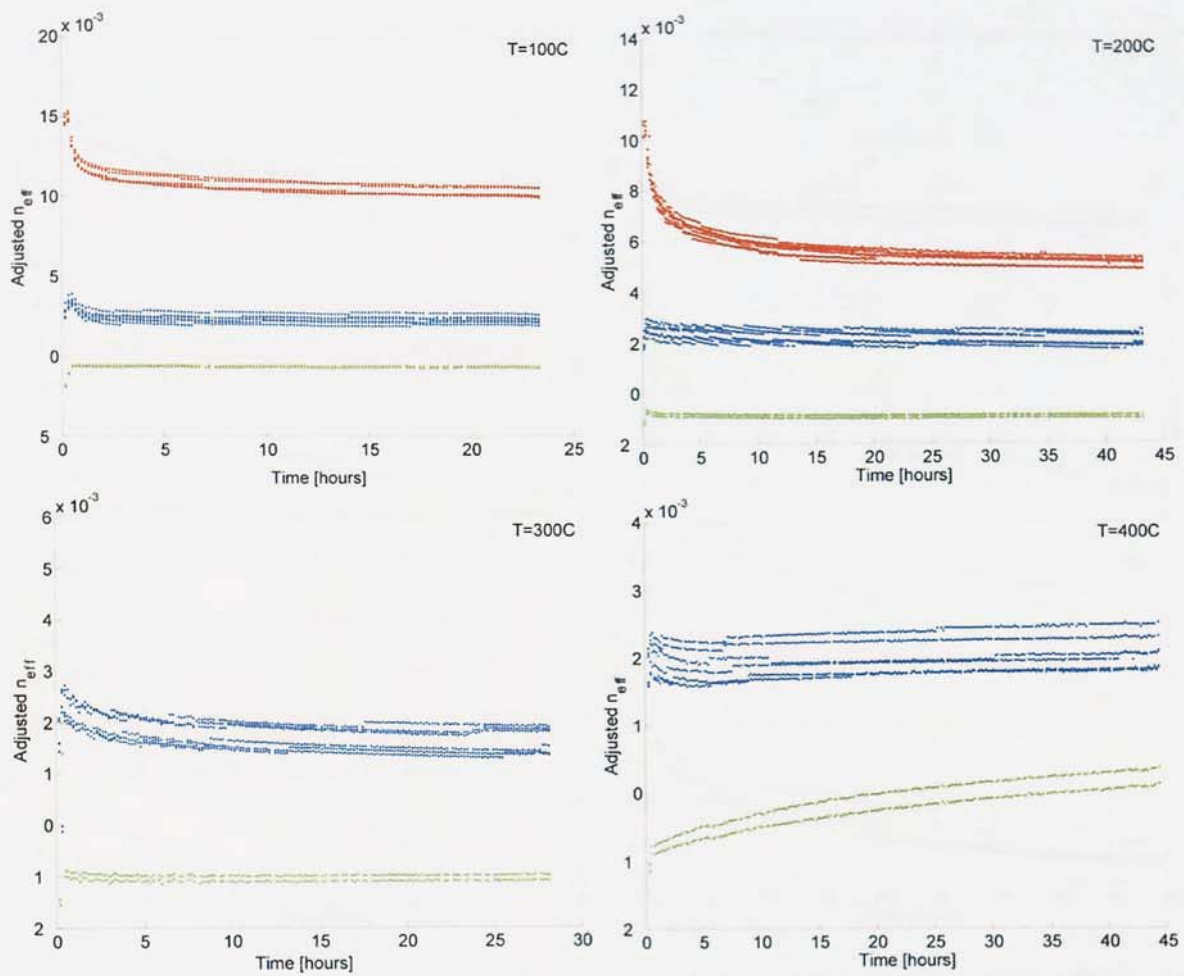 x 10-3
20
15
10
5
0
5
0 5 10 15 20 25
Adjusted neff
Time [hours]
T=100C
x 10-3
14
12
10
8
6
4
2
0
2
0 5 10 15 20 25 30 35 40 45
Adjusted neff
Time [hours]
T=200C
x 10-3
6
5
4
3
2
1
0
1
2
0 5 10 15 20 25 30
Adjusted neff
Time [hours]
T=300C
x 10-3
4
3
2
1
0
1
2
0 5 10 15 20 25 30 35 40 45
Adjusted neff
Time [hours]
T=400C